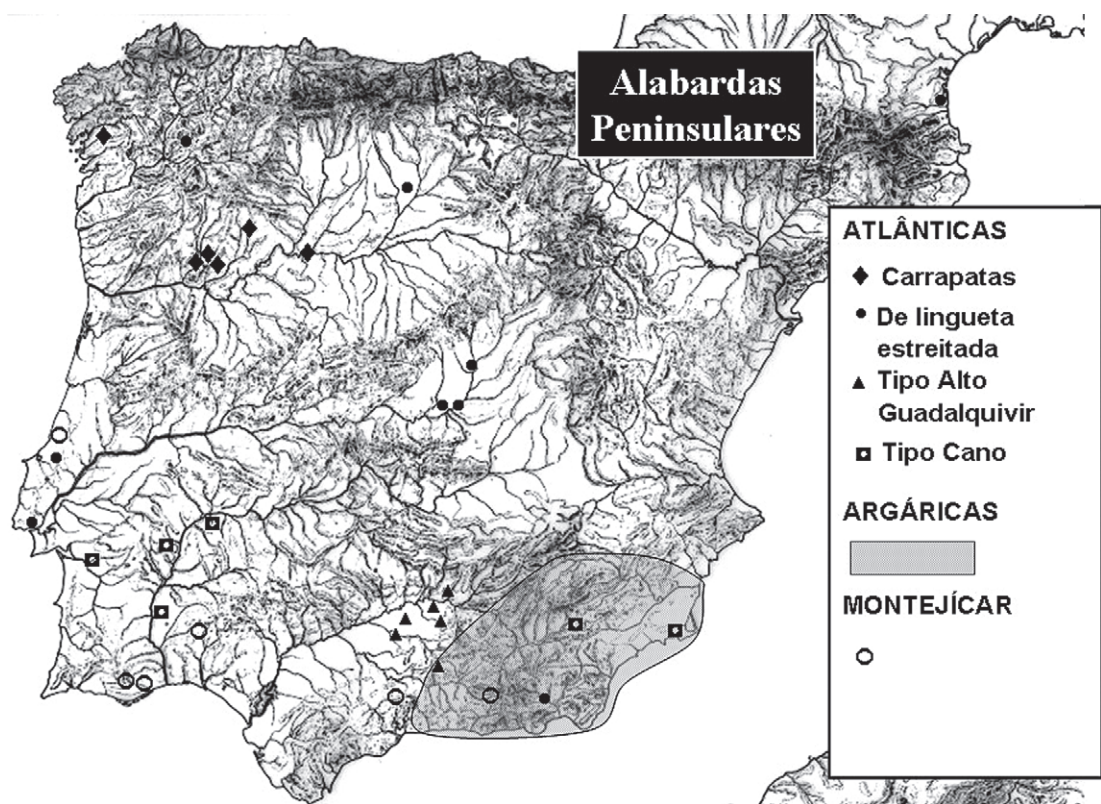 Alabardas
Peninsulares
ATLÂNTICAS
Carrapatas
De lingueta
estreitada
Tipo Alto
Guadalquivir
Tipo Cano
ARGÁRICAS
MONTEJÍCAR